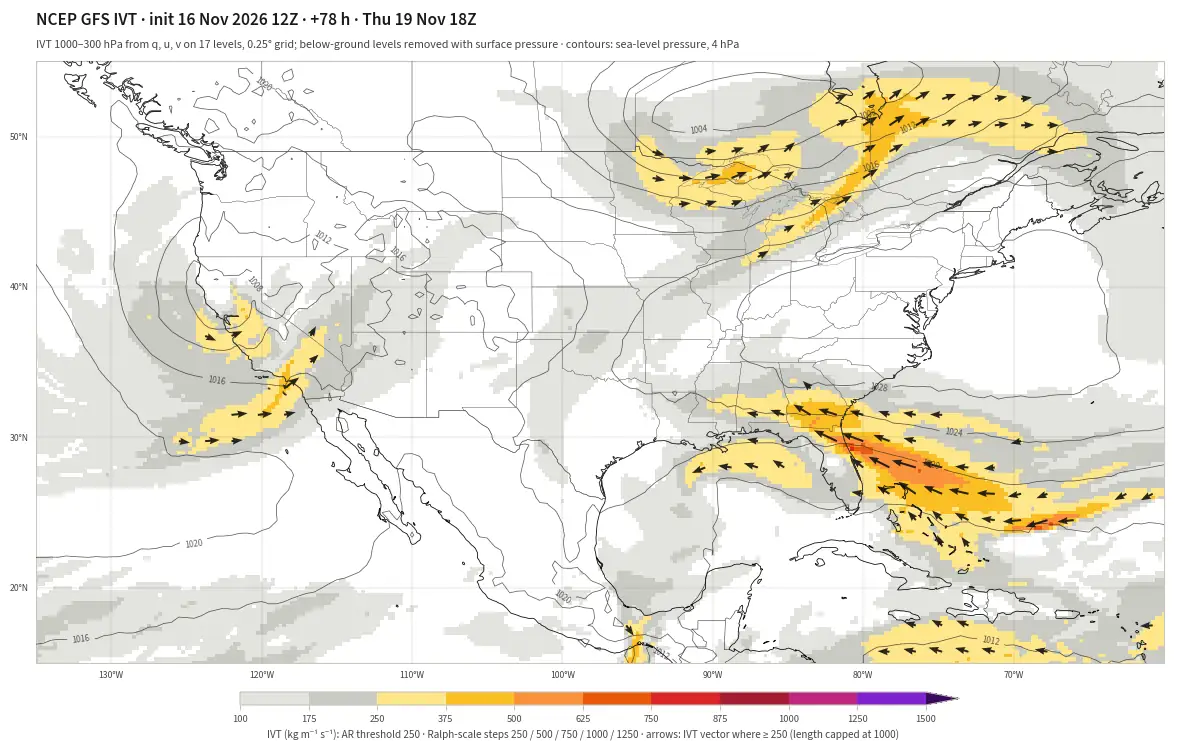 NCEP GFS IVT · init 16 Nov 2026 12Z · +78 h · Thu 19 Nov 18Z
IVT 1000–300 hPa from q, u, v on 17 levels, 0.25° grid; below-ground levels removed with surface pressure · contours: sea-level pressure, 4 hPa
1000
1004
1008
1012
50°N
1016
1012
1016
40°N
1008
1016
1028
1024
30°N
1020
20°N
1020
1016
1012
1012
130°W 120°W 110°W 100°W 90°W 80°W 70°W
100 175 250 375 500 625 750 875 1000 1250 1500
IVT (kg m⁻¹ s⁻¹): AR threshold 250 · Ralph-scale steps 250 / 500 / 750 / 1000 / 1250 · arrows: IVT vector where ≥ 250 (length capped at 1000)